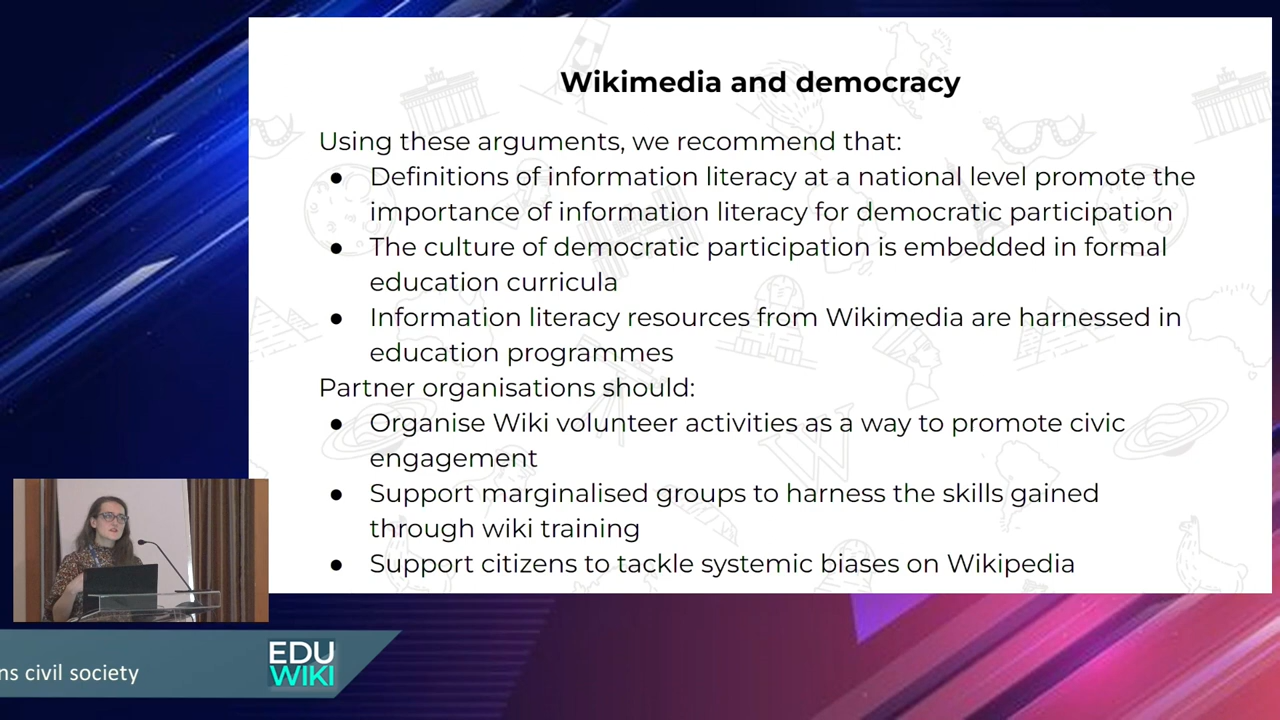 Wikimedia and democracy
Using these arguments, we recommend that:
● Definitions of information literacy at a national level promote the
importance of information literacy for democratic participation
● The culture of democratic participation is embedded in formal
education curricula
● Information literacy resources from Wikimedia are harnessed in
education programmes
Partner organisations should:
● Organise Wiki volunteer activities as a way to promote civic
engagement
● Support marginalised groups to harness the skills gained
through wiki training
● Support citizens to tackle systemic biases on Wikipedia
civil society
EDU
WIKI